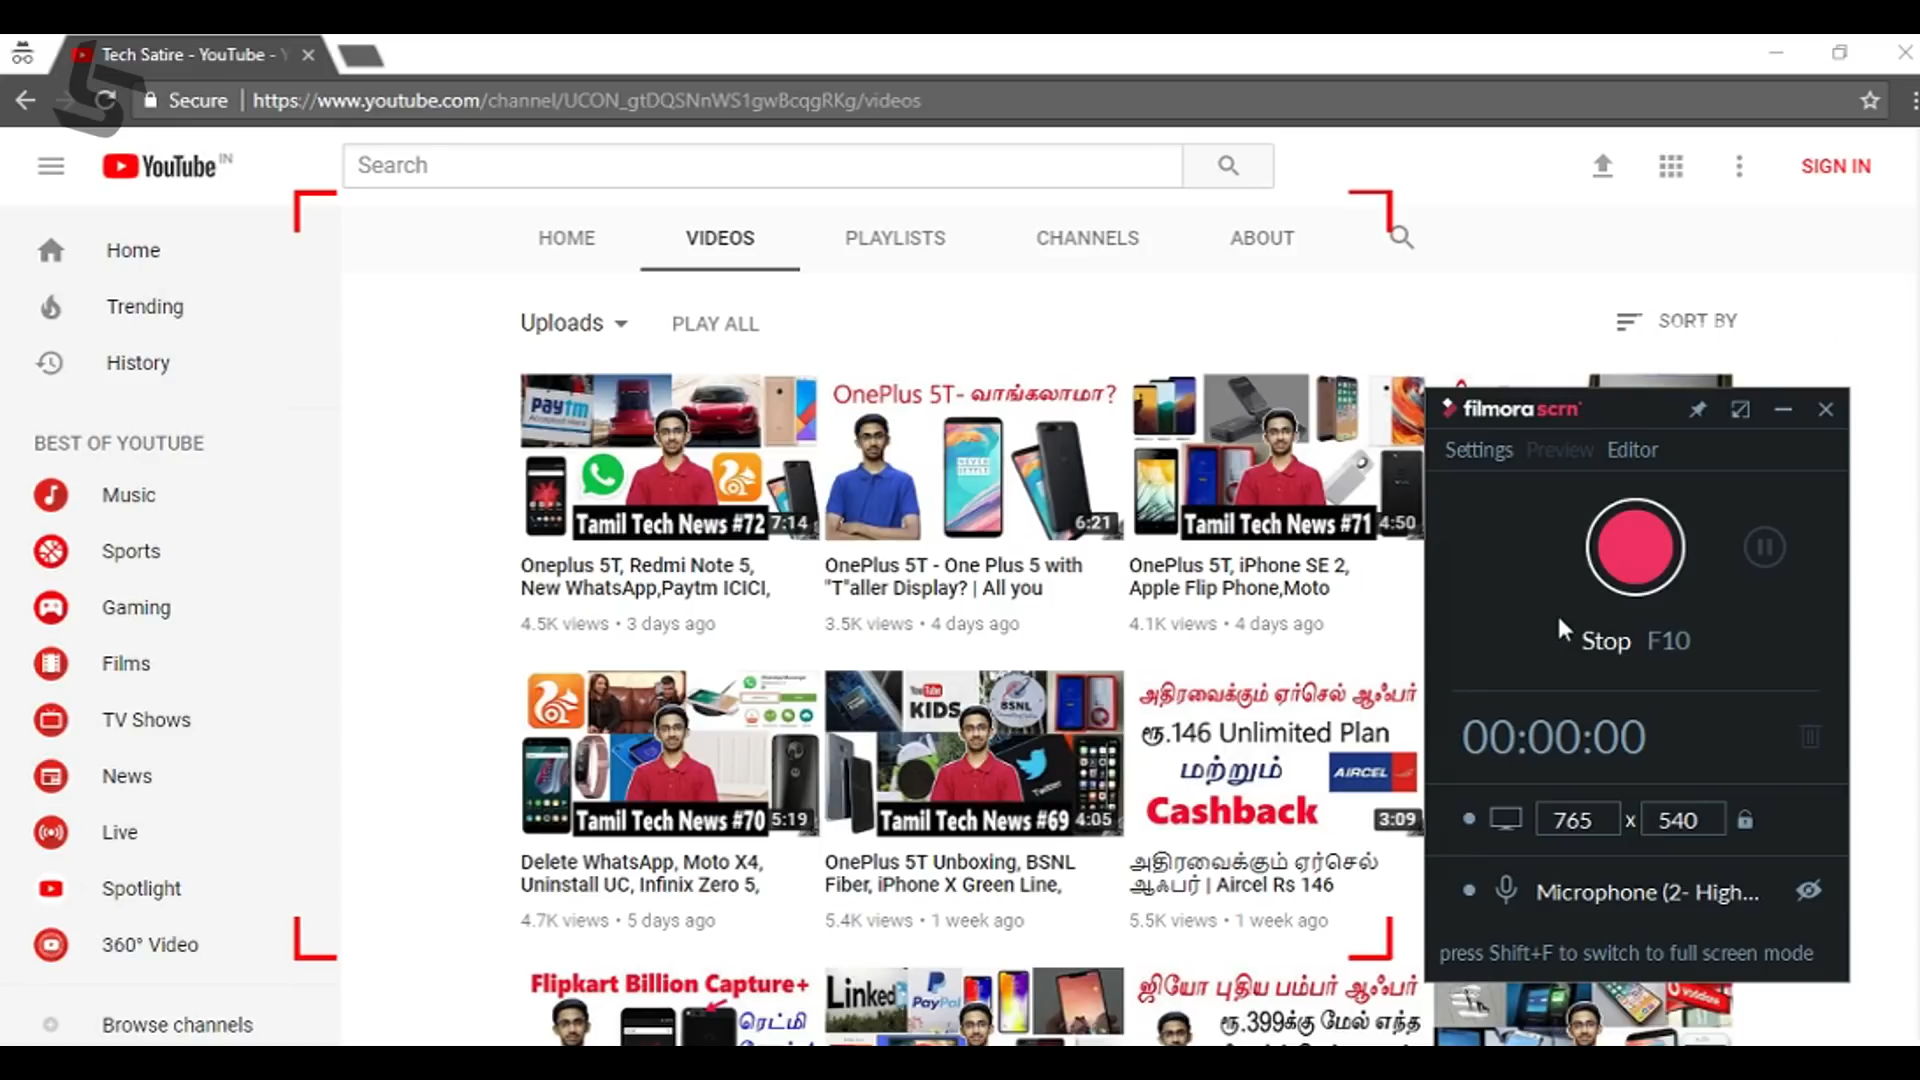 Tech Satire - YouTube -
Secure
https://www.youtube.com/channel/UCON_gtDQSNnWS1gwBcqgRKg/videos
YouTube IN
Search
SIGN IN
HOME
VIDEOS
PLAYLISTS
CHANNELS
ABOUT
Home
Trending
History
BEST OF YOUTUBE
Music
Sports
Gaming
Films
TV Shows
News
Live
Spotlight
360° Video
Browse channels
Uploads
PLAY ALL
SORT BY
paytm
Tamil Tech News #72
7:14
Oneplus 5T, Redmi Note 5,
New WhatsApp,Paytm ICICI,
4.5K views • 3 days ago
OnePlus 5T- வாங்கலாமா?
6:21
OnePlus 5T - One Plus 5 with
"T"aller Display? | All you
3.5K views • 4 days ago
Tamil Tech News #71
4:50
OnePlus 5T, iPhone SE 2,
Apple Flip Phone,Moto
4.1K views • 4 days ago
Tamil Tech News #70
5:19
Delete WhatsApp, Moto X4,
Uninstall UC, Infinix Zero 5,
4.7K views • 5 days ago
YouTube
KIDS
BSNL
Twitter
Tamil Tech News #69
4:05
OnePlus 5T Unboxing, BSNL
Fiber, iPhone X Green Line,
5.4K views • 1 week ago
அதிரவைக்கும் ஏர்செல் ஆஃபர்
ரூ.146 Unlimited Plan
மற்றும்
AIRCEL
Cashback
3:09
அதிரவைக்கும் ஏர்செல்
ஆஃபர் | Aircel Rs 146
5.5K views • 1 week ago
Flipkart Billion Capture+
ரெட்மி
Linked
PayPal
ஜியோ புதிய பம்பர் ஆஃபர்
ரூ.399க்கு மேல் எந்த
vodafone
filmora scrn
Settings
Preview
Editor
Stop F10
00:00:00
765 x 540
Microphone (2- High...
press Shift+F to switch to full screen mode